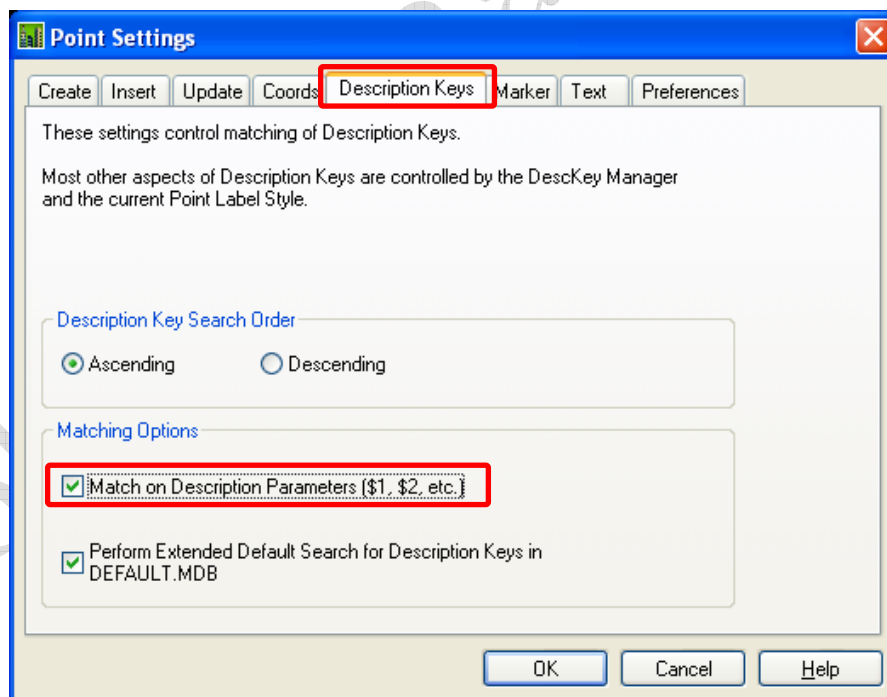 Point Settings
Create Insert Update Coords Description Keys Marker Text Preferences
These settings control matching of Description Keys.
Most other aspects of Description Keys are controlled by the DescKey Manager
and the current Point Label Style.
Description Key Search Order
Ascending Descending
Matching Options
Match on Description Parameters ($1, $2, etc.)
Perform Extended Default Search for Description Keys in
DEFAULT.MDB
OK Cancel Help